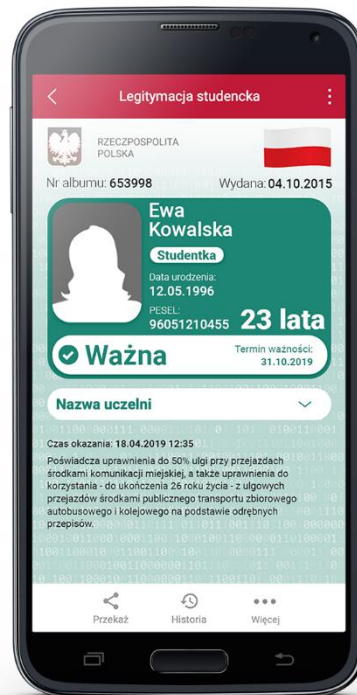 Legitymacja studencka
RZECZPOSPOLITA
POLSKA
Nr albumu: 653998
Wydana: 04.10.2015
Ewa
Kowalska
Studentka
Data urodzenia:
12.05.1996
PESEL:
96051210455
23 lata
Ważna
Termin ważności:
31.10.2019
Nazwa uczelni
Czas okazania: 18.04.2019 12:35
Poświadcza uprawnienia do 50% ulgi przy przejazdach
środkami komunikacji miejskiej, a także uprawnienia do
korzystania - do ukończenia 26 roku życia - z ulgowych
przejazdów środkami publicznego transportu zbiorowego
autobusowego i kolejowego na podstawie odrębnych
przepisów.
Przekaż
Historia
Więcej